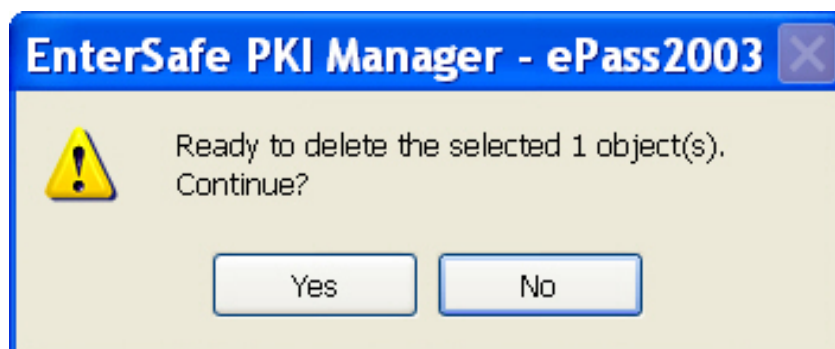 EnterSafe PKI Manager - ePass2003
Ready to delete the selected 1 object(s).
Continue?
Yes
No